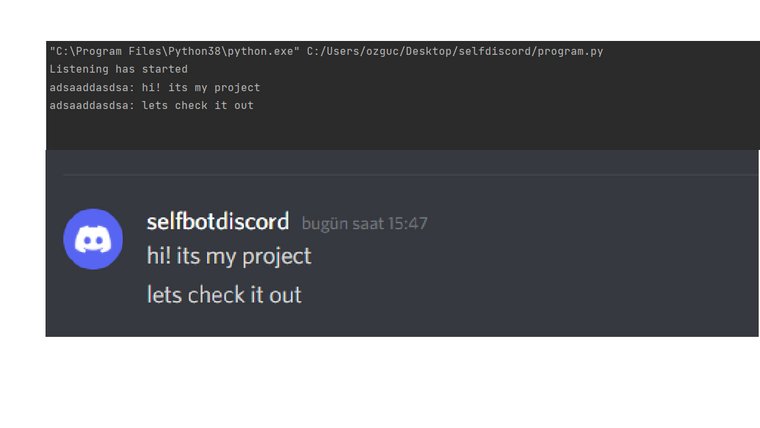 "C:\Program Files\Python38\python.exe" C:/Users/ozguc/Desktop/selfdiscord/program.py
Listening has started
adsaaddasdsa: hi! its my project
adsaaddasdsa: lets check it out
selfbotdiscord bugün saat 15:47
hi! its my project
lets check it out